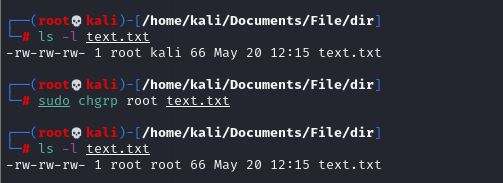 ┌──(root💀kali)-[/home/kali/Documents/File/dir]
└─# ls -l text.txt
-rw-rw-rw- 1 root kali 66 May 20 12:15 text.txt
┌──(root💀kali)-[/home/kali/Documents/File/dir]
└─# sudo chgrp root text.txt
┌──(root💀kali)-[/home/kali/Documents/File/dir]
└─# ls -l text.txt
-rw-rw-rw- 1 root root 66 May 20 12:15 text.txt